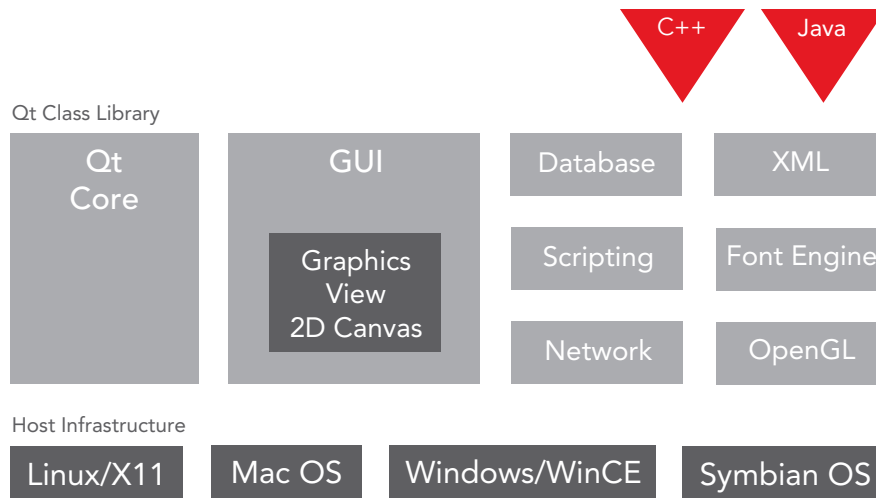 C++
Java
Qt Class Library
Qt
Core
GUI
Graphics
View
2D Canvas
Database
XML
Scripting
Font Engine
Network
OpenGL
Host Infrastructure
Linux/X11
Mac OS
Windows/WinCE
Symbian OS